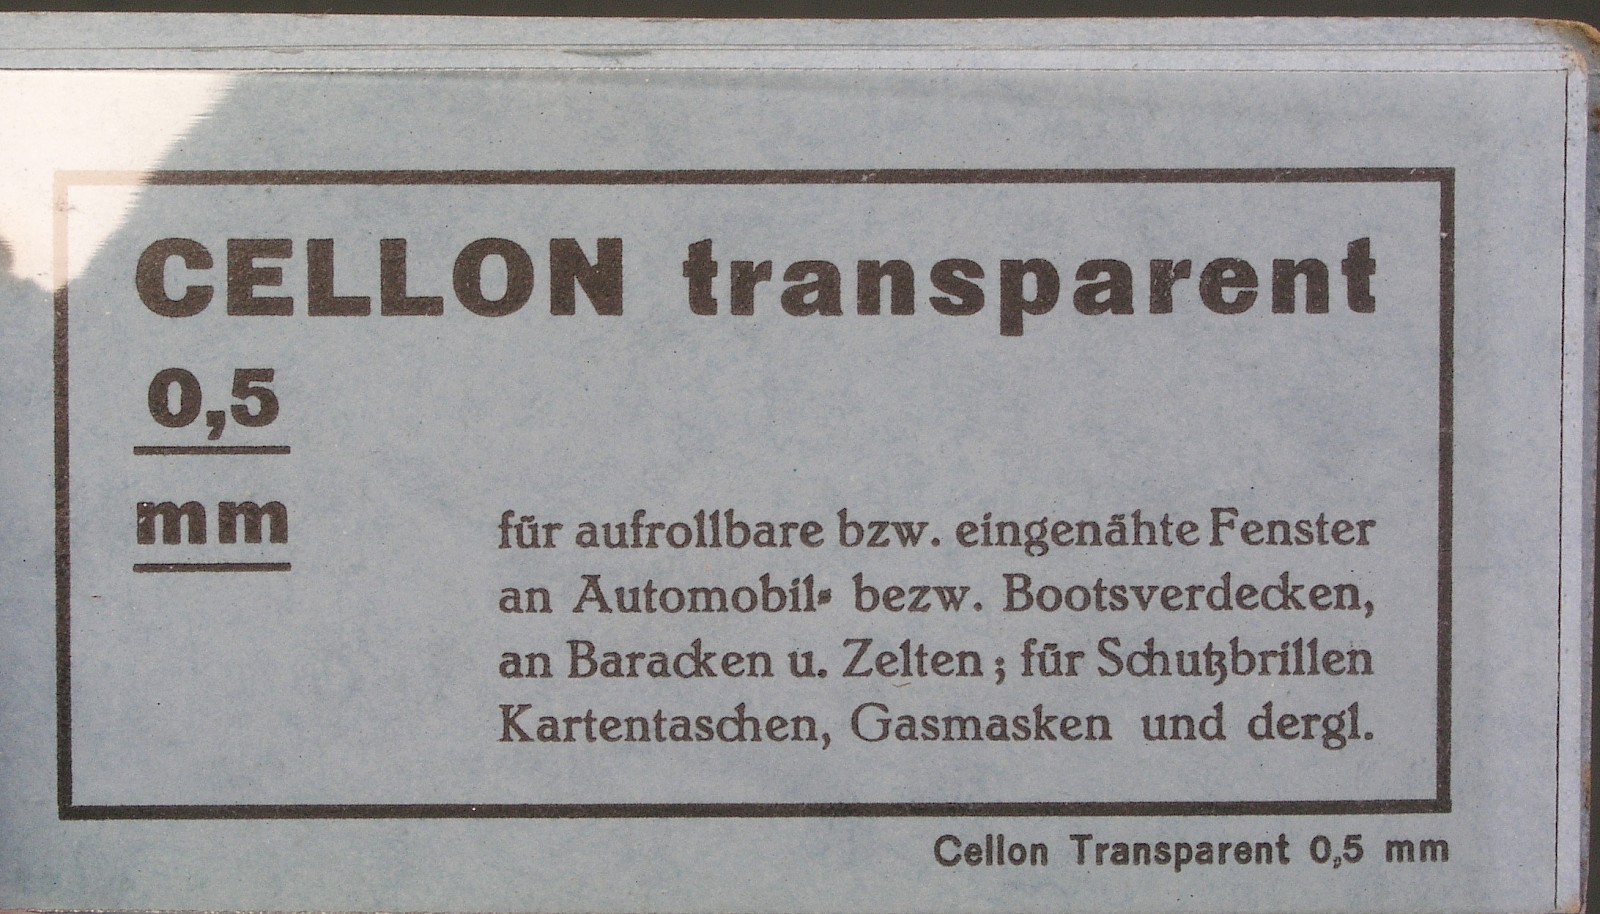 CELLON transparent
0,5
mm
für aufrollbare bzw. eingenähte Fenster
an Automobil= bezw. Bootsverdecken,
an Baracken u. Zelten; für Schutzbrillen
Kartentaschen, Gasmasken und dergl.
Cellon Transparent 0,5 mm